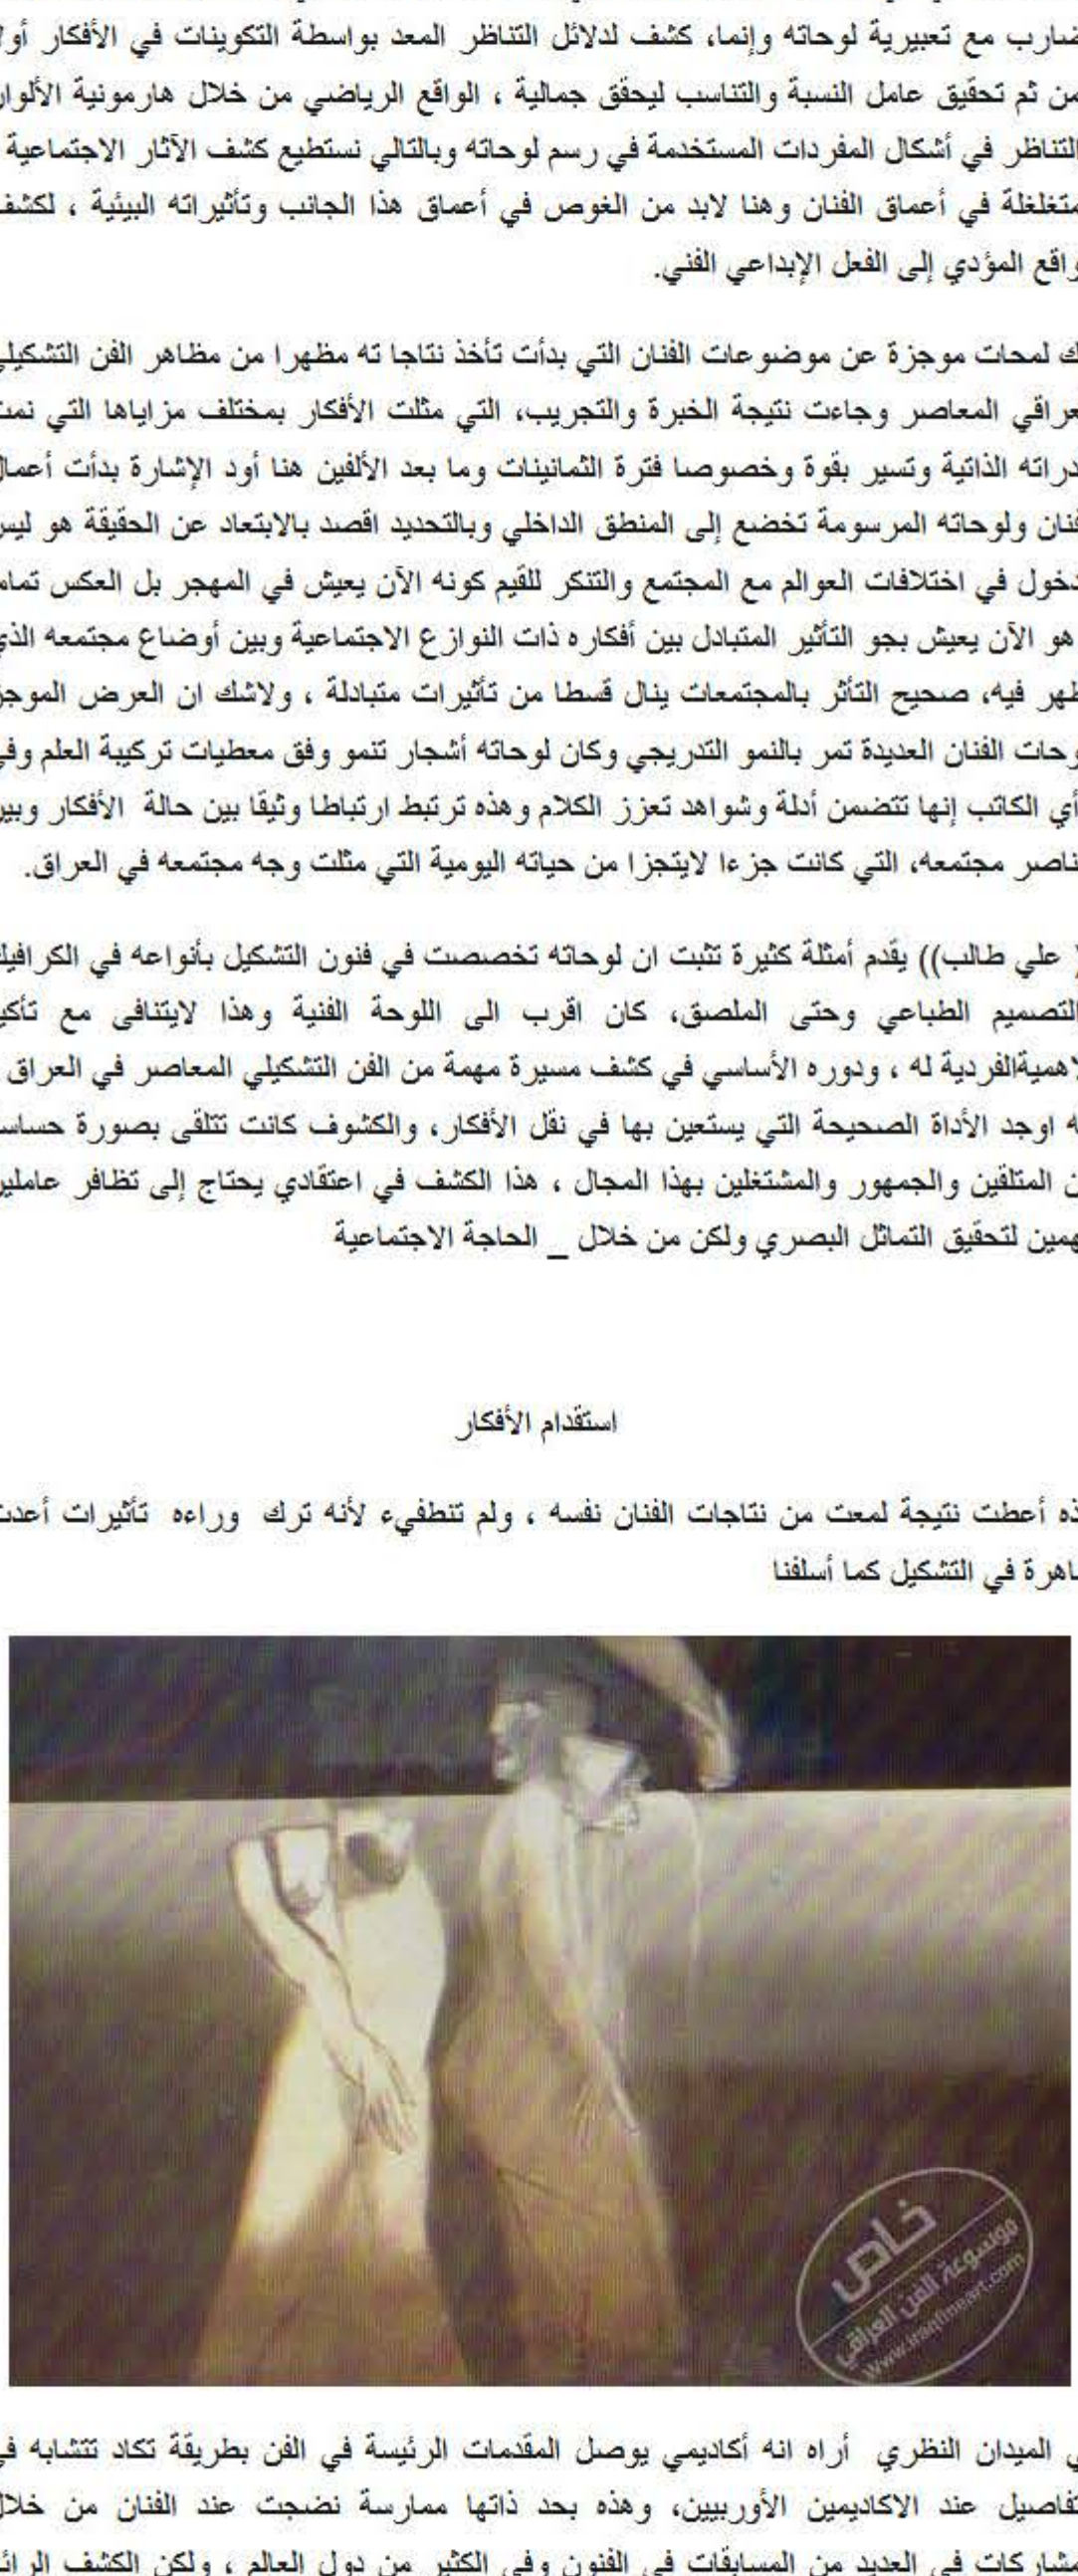 ضارب مع تعبيرية لوحاته وإنما، كشف لدلائل التناظر المعد بواسطة التكوينات في الأفكار أولا
من ثم تحقيق عامل النسبة والتناسب ليحقق جمالية ، الواقع الرياضي من خلال هارمونية الألوان
التناظر في أشكال المفردات المستخدمة في رسم لوحاته وبالتالي نستطيع كشف الآثار الاجتماعية
متغلغلة في أعماق الفنان وهنا لابد من الغوص في أعماق هذا الجانب وتأثيراته البيئية ، لكشف
واقع المؤدي إلى الفعل الإبداعي الفني.
ك لمحات موجزة عن موضوعات الفنان التي بدأت تأخذ نتاجا ته مظهرا من مظاهر الفن التشكيلي
عراقي المعاصر وجاءت نتيجة الخبرة والتجريب، التي مثلت الأفكار بمختلف مزاياها التي نمت
دراته الذاتية وتسير بقوة وخصوصا فترة الثمانينات وما بعد الألفين هنا أود الإشارة بدأت أعمال
فنان ولوحاته المرسومة تخضع إلى المنطق الداخلي وبالتحديد اقصد بالابتعاد عن الحقيقة هو ليس
دخول في اختلافات العوالم مع المجتمع والتنكر للقيم كونه الآن يعيش في المهجر بل العكس تمام
هو الآن يعيش بجو التأثير المتبادل بين أفكاره ذات النوازع الاجتماعية وبين أوضاع مجتمعه الذي
ظهر فيه، صحيح التأثر بالمجتمعات ينال قسطا من تأثيرات متبادلة ، ولاشك ان العرض الموجز
وحات الفنان العديدة تمر بالنمو التدريجي وكان لوحاته أشجار تنمو وفق معطيات تركيبة العلم وفي
أي الكاتب إنها تتضمن أدلة وشواهد تعزز الكلام وهذه ترتبط ارتباطا وثيقا بين حالة الأفكار وبين
ناصر مجتمعه، التي كانت جزءا لايتجزا من حياته اليومية التي مثلت وجه مجتمعه في العراق.
( علي طالب)) يقدم أمثلة كثيرة تثبت ان لوحاته تخصصت في فنون التشكيل بأنواعه في الكرافيك
التصميم الطباعي وحتى الملصق، كان اقرب الى اللوحة الفنية وهذا لايتنافى مع تأكيد
لاهميةالفردية له ، ودوره الأساسي في كشف مسيرة مهمة من الفن التشكيلي المعاصر في العراق
ه اوجد الأداة الصحيحة التي يستعين بها في نقل الأفكار، والكشوف كانت تتلقى بصورة حساسة
ن المتلقين والجمهور والمشتغلين بهذا المجال ، هذا الكشف في اعتقادي يحتاج إلى تظافر عاملين
همين لتحقيق التماثل البصري ولكن من خلال _ الحاجة الاجتماعية
استقدام الأفكار
ذه أعطت نتيجة لمعت من نتاجات الفنان نفسه ، ولم تنطفيء لأنه ترك وراءه تأثيرات أعدت
اهرة في التشكيل كما أسلفنا
خاص
موسوعة الفن العراقي
www.iraqfineart.com
ي الميدان النظري أراه انه أكاديمي يوصل المقدمات الرئيسة في الفن بطريقة تكاد تتشابه في
تفاصيل عند الاكاديمين الأوربيين، وهذه بحد ذاتها ممارسة نضجت عند الفنان من خلال
مشاركات في العديد من المسابقات في الفنون وفي الكثير من دول العالم ، ولكن الكشف الرائد